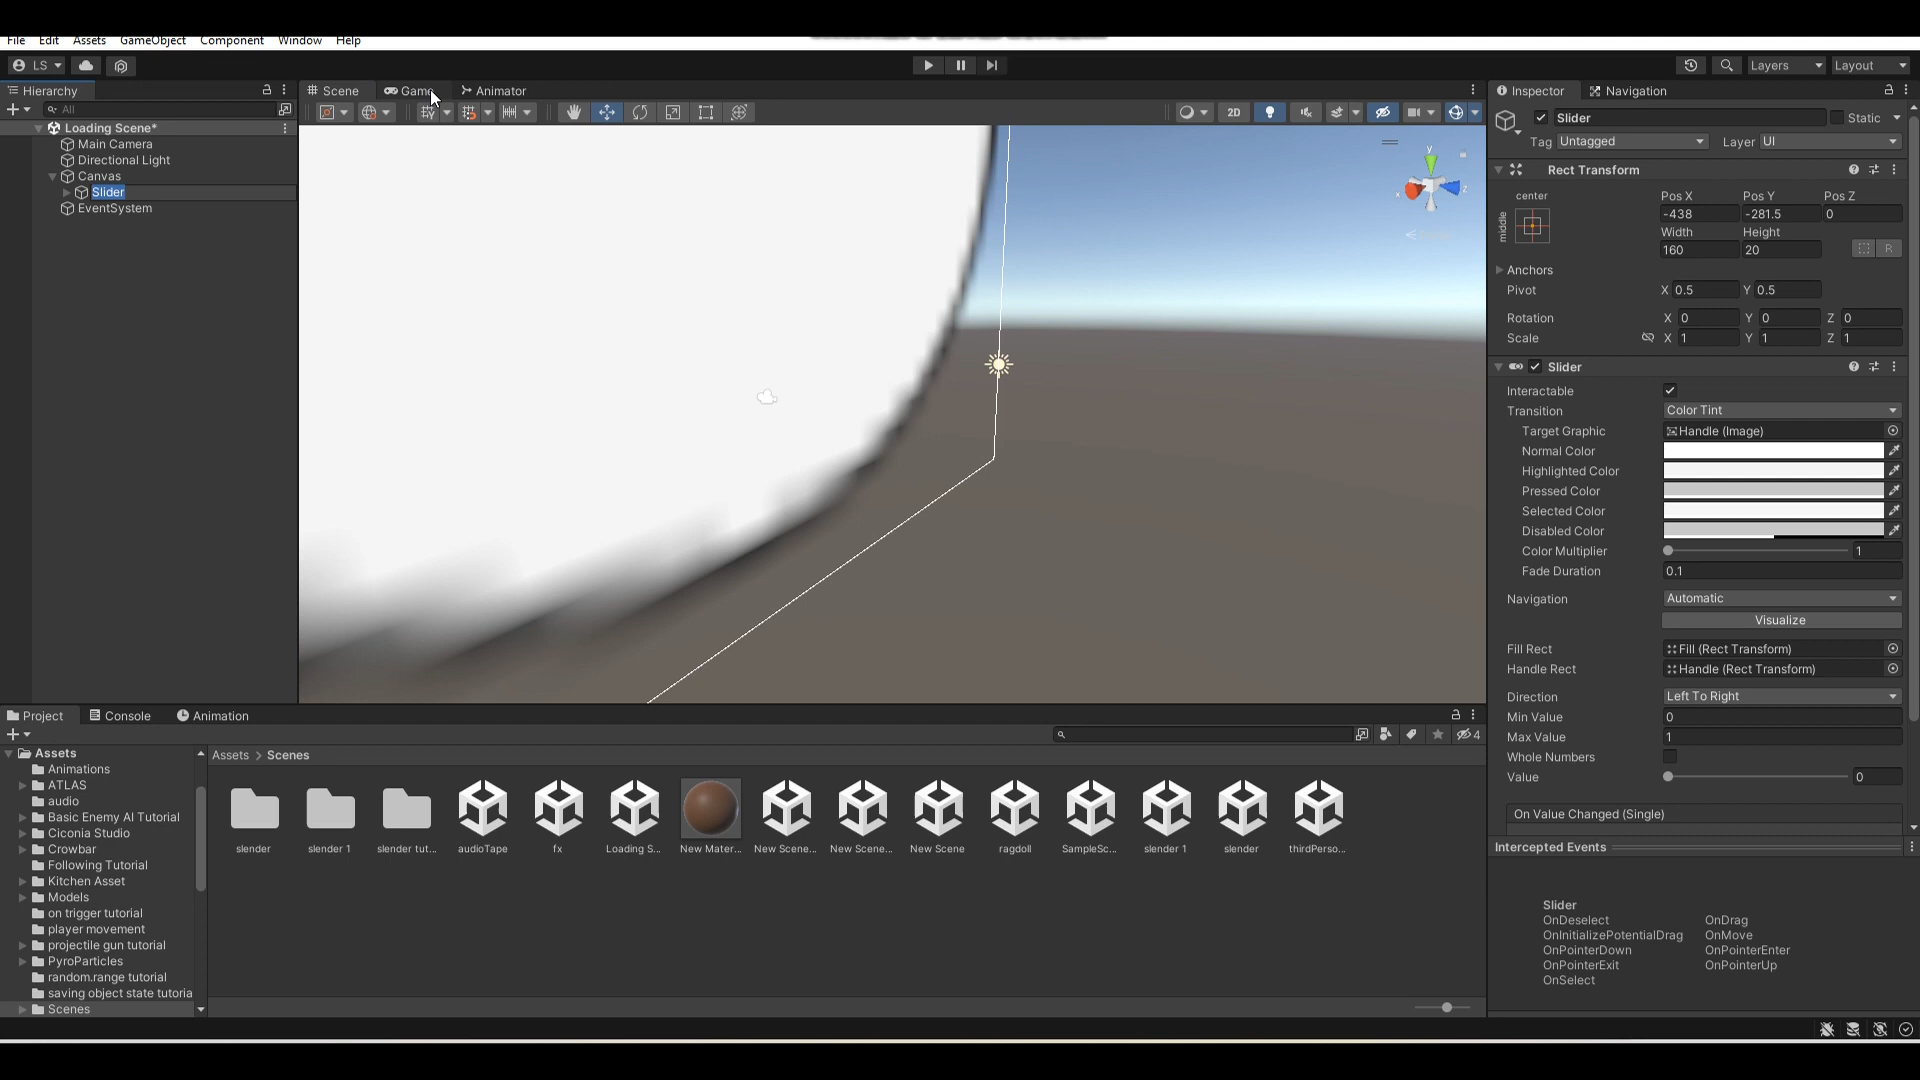 File Edit Assets GameObject Component Window Help
LS Layers Layout
Hierarchy
All
Loading Scene*
Main Camera
Directional Light
Canvas
Slider
EventSystem
Scene Game Animator
2D
y
x
z
Inspector Navigation
Slider Static
Tag Untagged Layer UI
Rect Transform
center
middle
Pos X Pos Y Pos Z
-438 -281.5 0
Width Height
160 20
R
Anchors
Pivot X 0.5 Y 0.5
Rotation X 0 Y 0 Z 0
Scale X 1 Y 1 Z 1
Slider
Interactable
Transition Color Tint
Target Graphic Handle (Image)
Normal Color
Highlighted Color
Pressed Color
Selected Color
Disabled Color
Color Multiplier 1
Fade Duration 0.1
Navigation Automatic
Visualize
Fill Rect Fill (Rect Transform)
Handle Rect Handle (Rect Transform)
Direction Left To Right
Min Value 0
Max Value 1
Whole Numbers
Value 0
On Value Changed (Single)
Intercepted Events
Slider
OnDeselect OnDrag
OnInitializePotentialDrag OnMove
OnPointerDown OnPointerEnter
OnPointerExit OnPointerUp
OnSelect
Project Console Animation
4
Assets
Animations
ATLAS
audio
Basic Enemy AI Tutorial
Ciconia Studio
Crowbar
Following Tutorial
Kitchen Asset
Models
on trigger tutorial
player movement
projectile gun tutorial
PyroParticles
random.range tutorial
saving object state tutoria
Scenes
Assets > Scenes
slender slender 1 slender tut... audioTape fx Loading S... New Mater... New Scene... New Scene... New Scene ragdoll SampleSc... slender 1 slender thirdPerso...